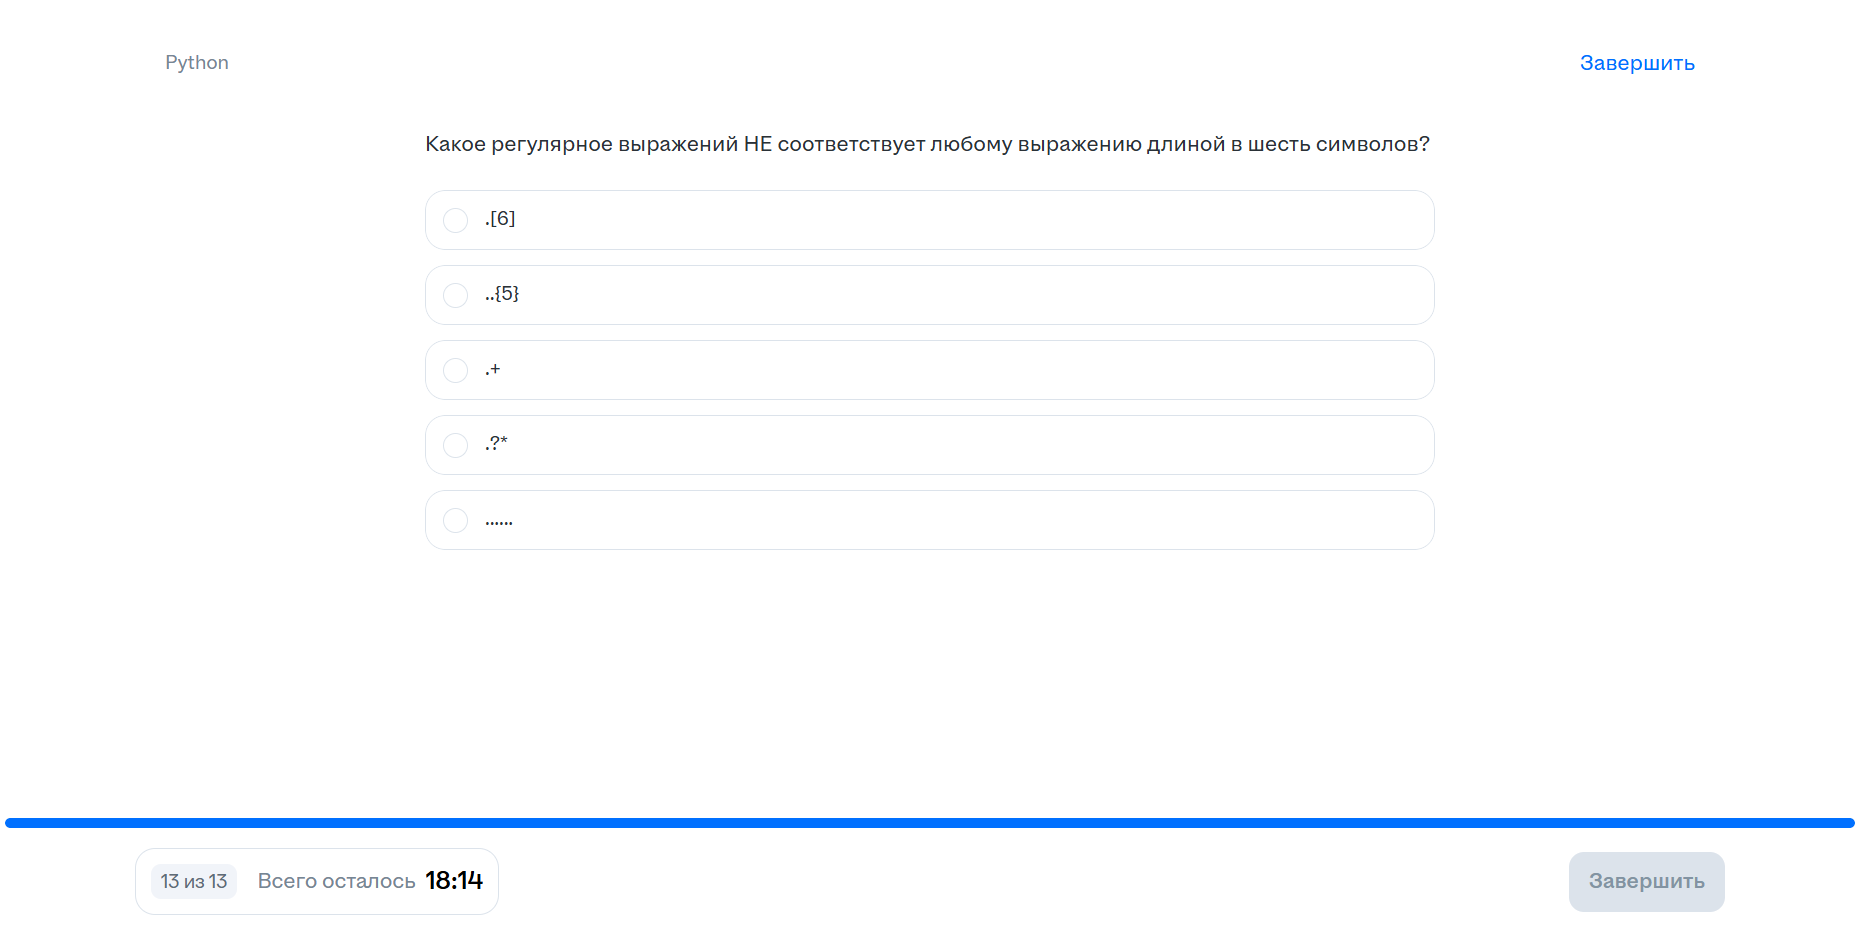 Python
Завершить
Какое регулярное выражений НЕ соответствует любому выражению длиной в шесть символов?
.[6]
..{5}
.+
.?*
......
13 из 13
Всего осталось 18:14
Завершить